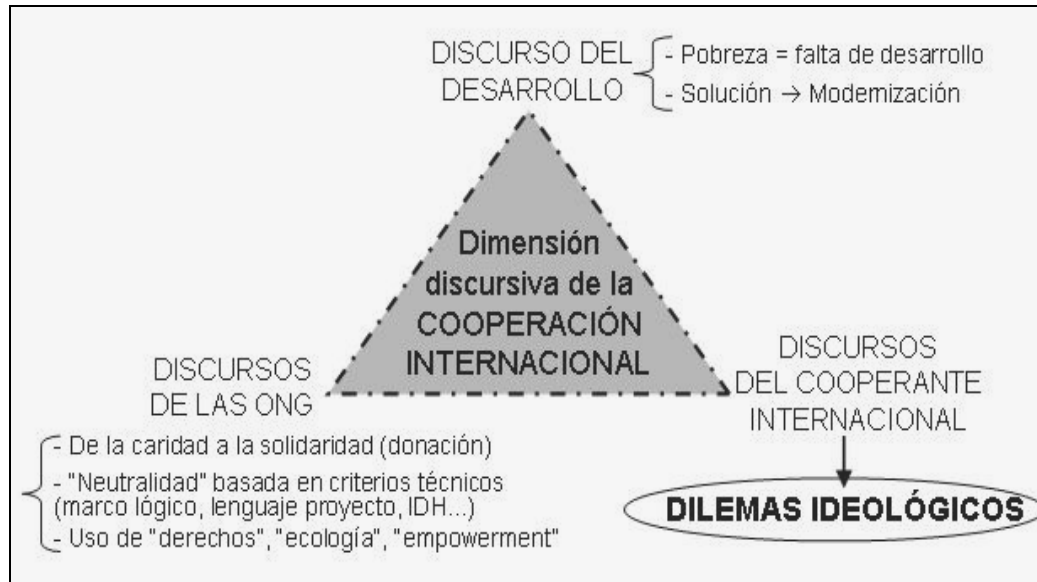 DISCURSO DEL
DESARROLLO
- Pobreza = falta de desarrollo
- Solución → Modernización
Dimensión
discursiva de la
COOPERACIÓN
INTERNACIONAL
DISCURSOS
DE LAS ONG
- De la caridad a la solidaridad (donación)
- "Neutralidad" basada en criterios técnicos
(marco lógico, lenguaje proyecto, IDH...)
- Uso de "derechos", "ecología", "empowerment"
DISCURSOS
DEL COOPERANTE
INTERNACIONAL
DILEMAS IDEOLÓGICOS